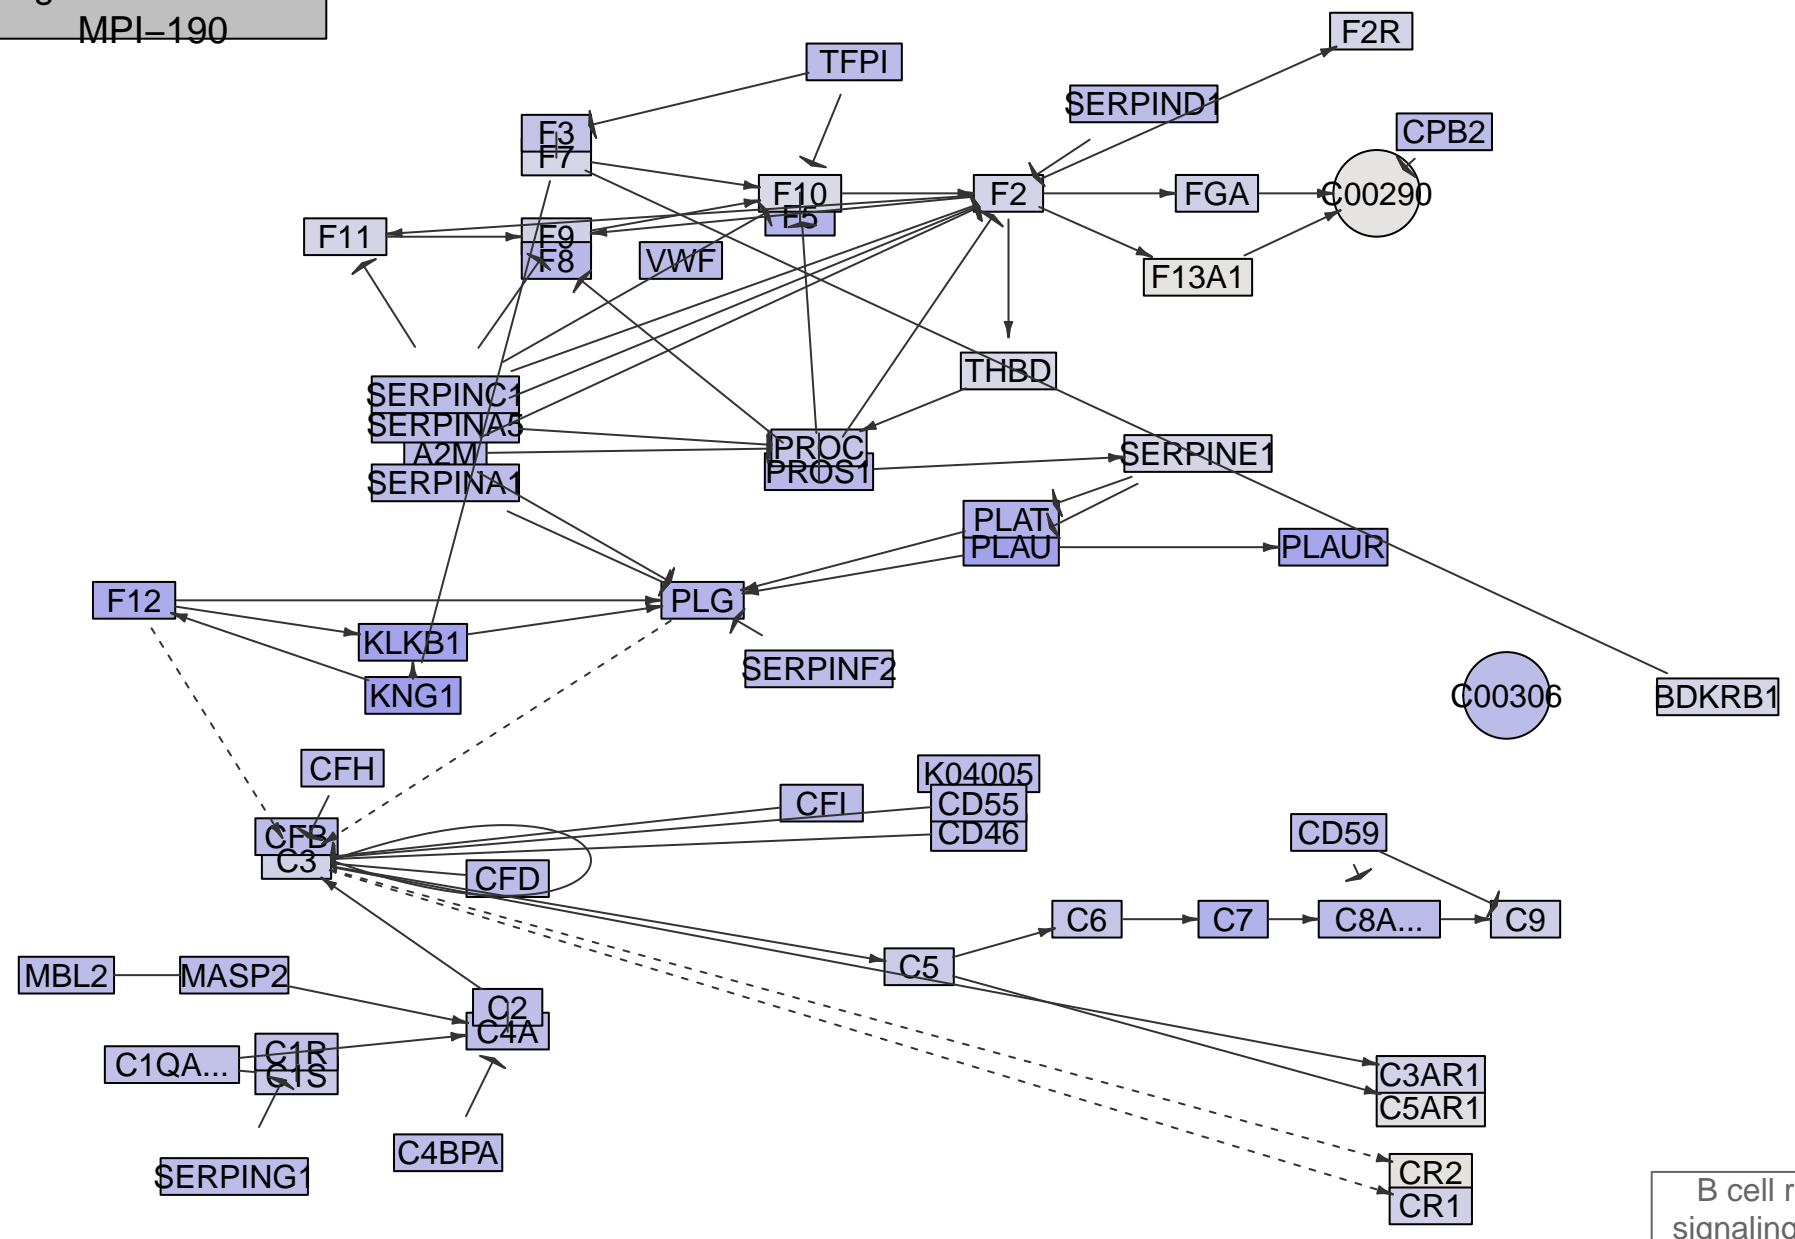 MPI–190
F2R
TFPI
SERPIND1
CPB2
F3
F7
F10
F5
F2
FGA
C00290
F11
F9
F8
VWF
F13A1
THBD
SERPINC1
SERPINA5
A2M
SERPINA1
PROC
PROS1
SERPINE1
PLAT
PLAU
PLAUR
F12
PLG
KLKB1
KNG1
SERPINF2
C00306
BDKRB1
CFH
K04005
CFI
CD55
CD46
CFB
C3
CD59
CFD
C6
C7
C8A...
C9
C5
MBL2
MASP2
C2
C4A
C1QA...
C1R
C1S
C3AR1
C5AR1
C4BPA
SERPING1
CR2
CR1
B cell r
signaling